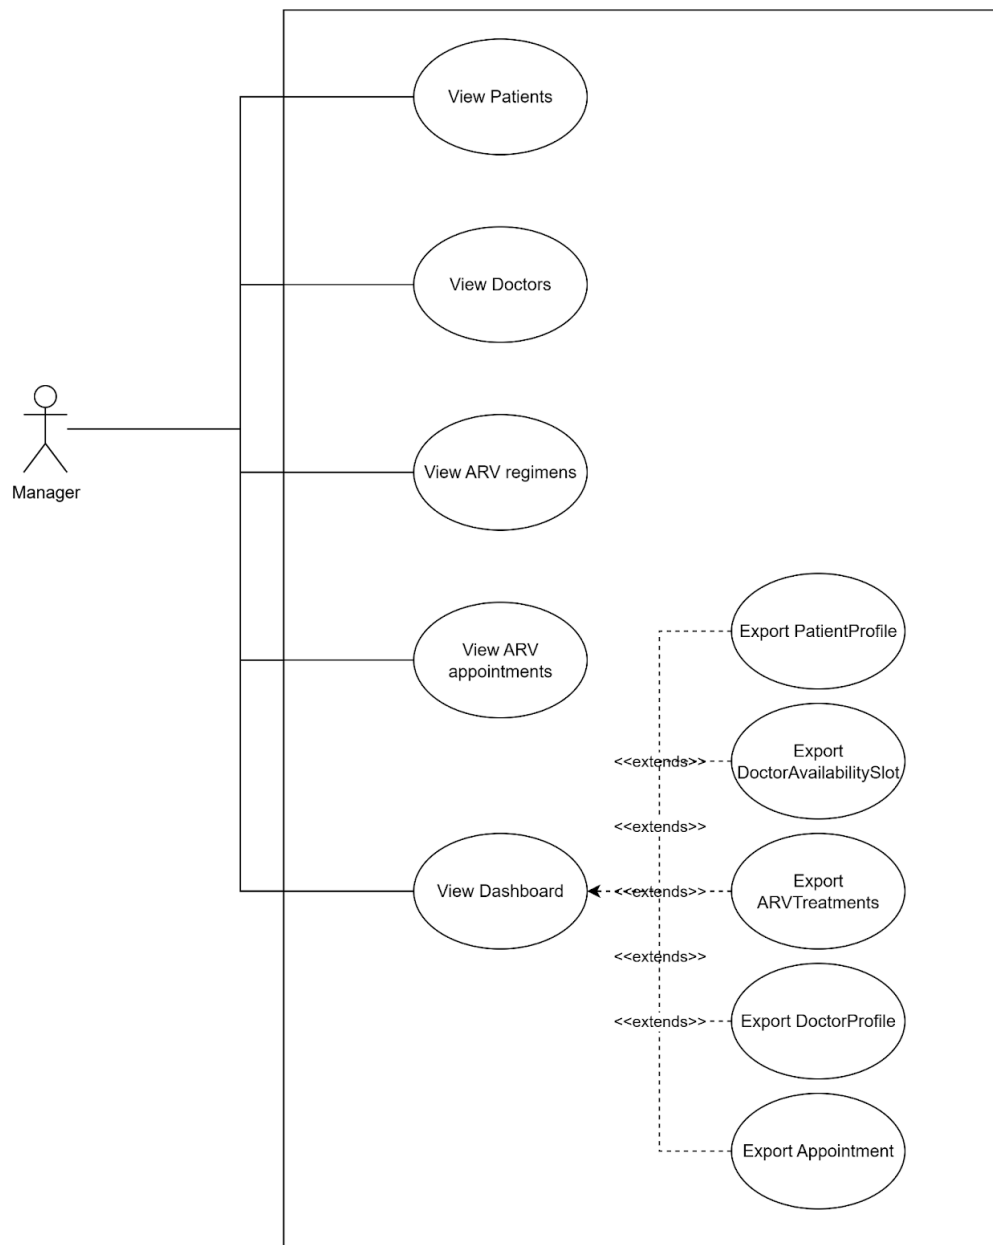 View Patients
View Doctors
Manager
View ARV regimens
View ARV
appointments
Export PatientProfile
<<extends>>
Export
DoctorAvailabilitySlot
<<extends>>
View Dashboard
<<extends>>
Export
ARVTreatments
<<extends>>
<<extends>>
Export DoctorProfile
Export Appointment